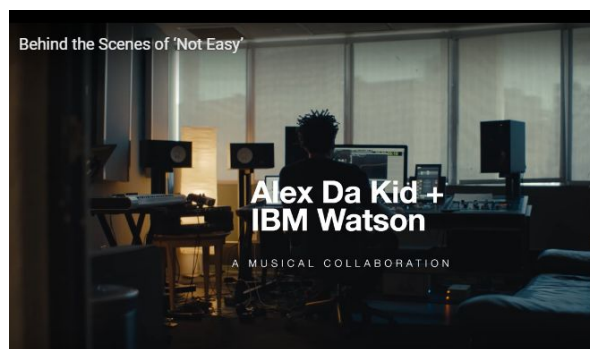 Behind the Scenes of ‘Not Easy’
Alex Da Kid +
IBM Watson
A MUSICAL COLLABORATION